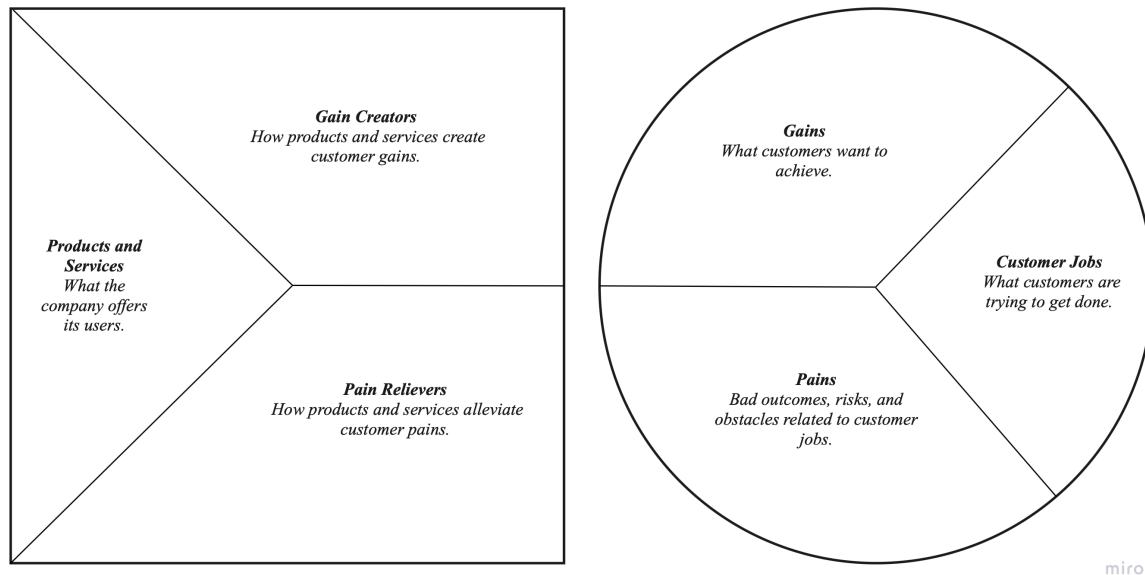 Gain Creators
How products and services create
customer gains.
Products and
Services
What the
company offers
its users.
Pain Relievers
How products and services alleviate
customer pains.
Gains
What customers want to
achieve.
Customer Jobs
What customers are
trying to get done.
Pains
Bad outcomes, risks, and
obstacles related to customer
jobs.
miro